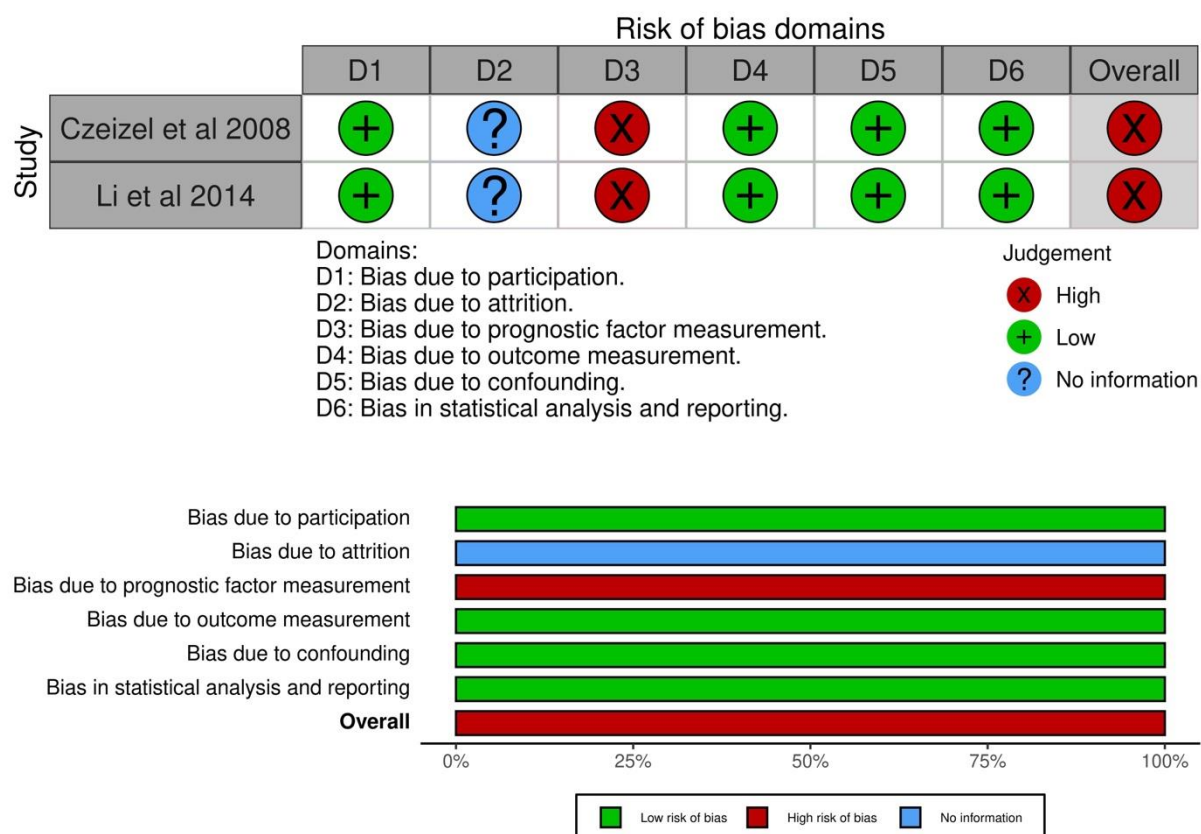 Risk of bias domains
D1 D2 D3 D4 D5 D6 Overall
Study
Czeizel et al 2008 + ? X + + + X
Li et al 2014 + ? X + + + X
Domains:
D1: Bias due to participation.
D2: Bias due to attrition.
D3: Bias due to prognostic factor measurement.
D4: Bias due to outcome measurement.
D5: Bias due to confounding.
D6: Bias in statistical analysis and reporting.
Judgement
X High
+ Low
? No information
Bias due to participation
Bias due to attrition
Bias due to prognostic factor measurement
Bias due to outcome measurement
Bias due to confounding
Bias in statistical analysis and reporting
Overall
0% 25% 50% 75% 100%
Low risk of bias High risk of bias No information